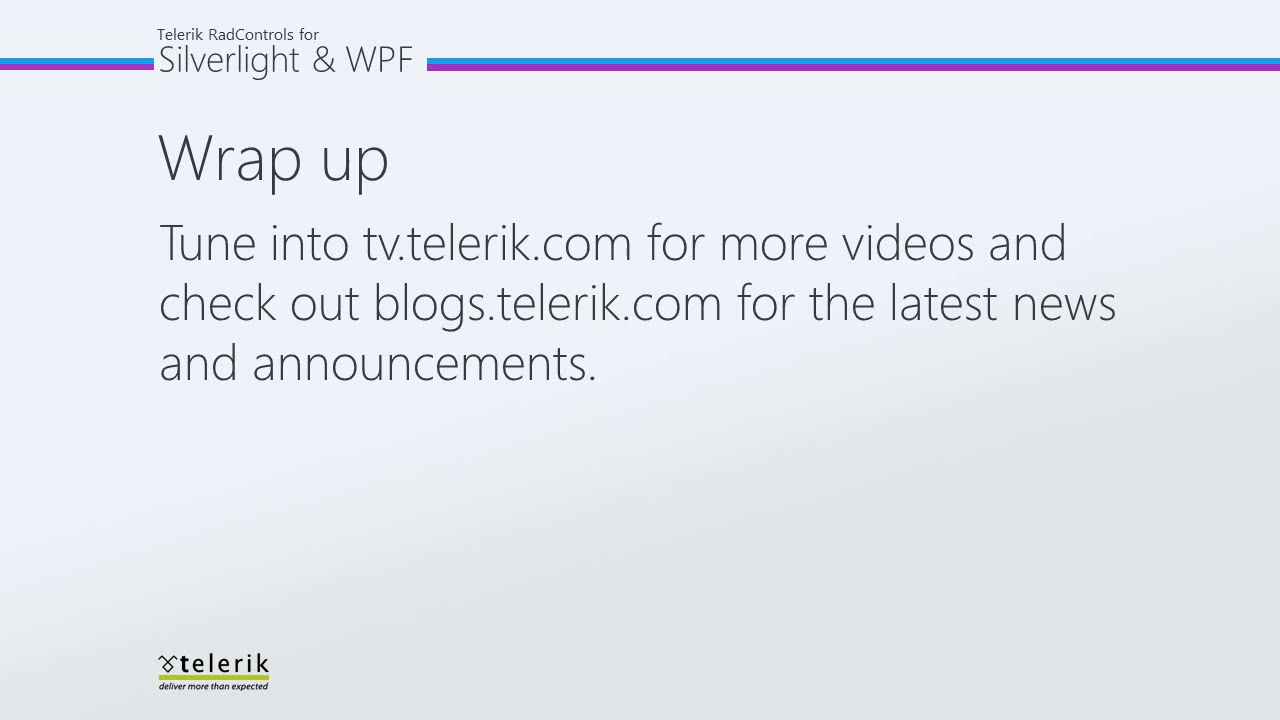 Telerik RadControls for
Silverlight & WPF
Wrap up
Tune into tv.telerik.com for more videos and
check out blogs.telerik.com for the latest news
and announcements.
telerik
deliver more than expected